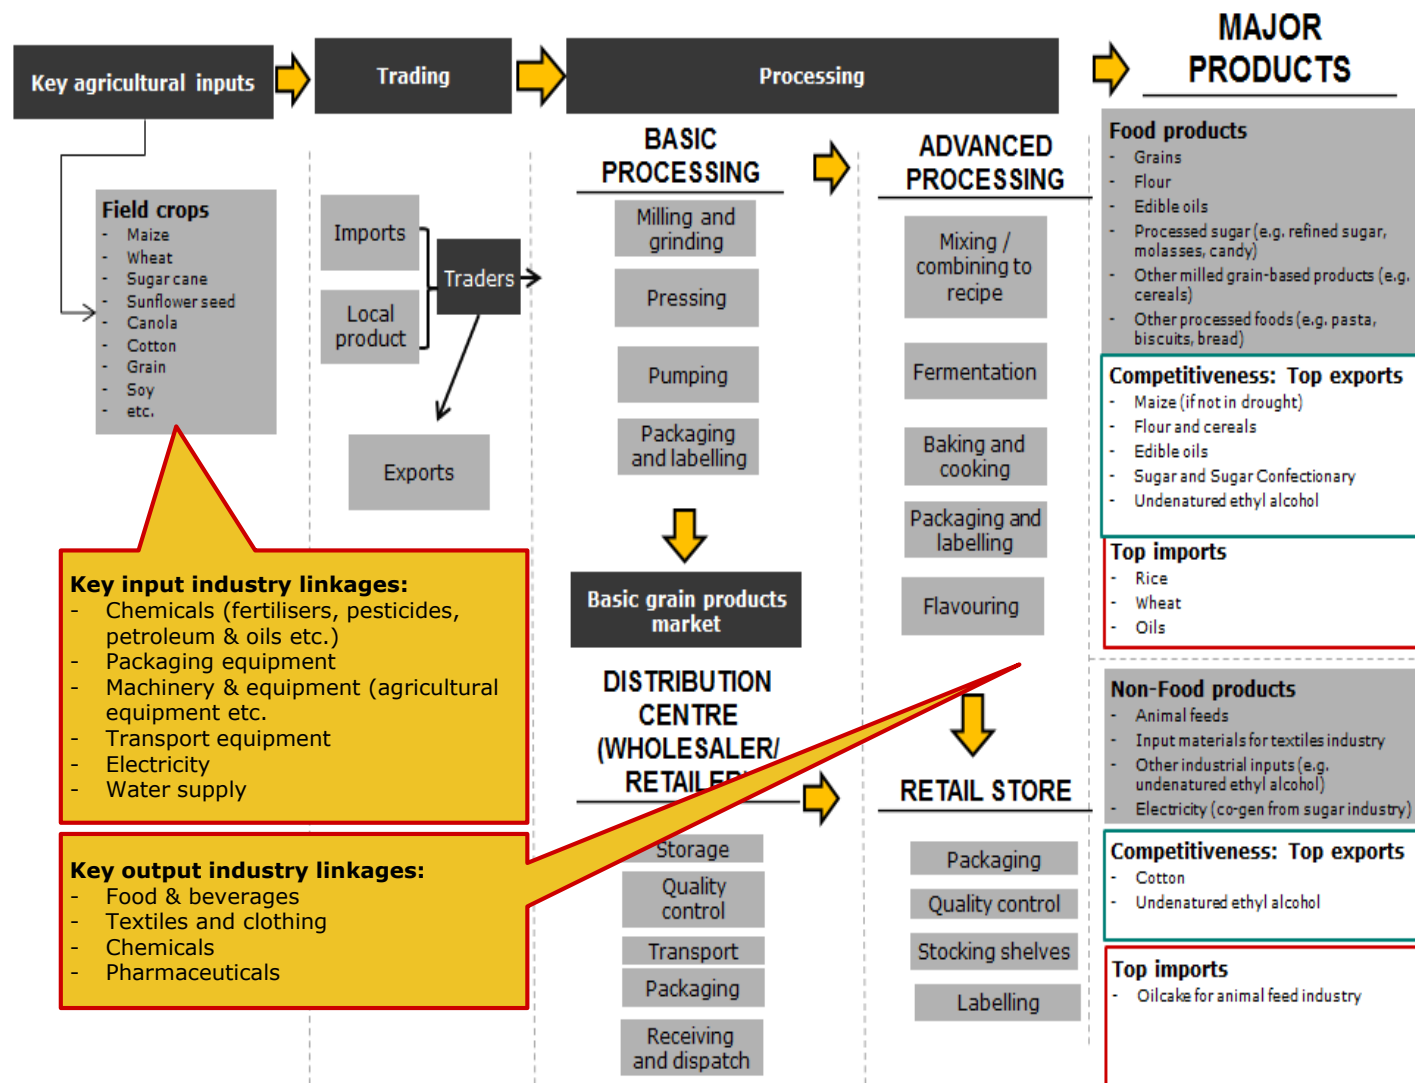 Key agricultural inputs
Trading
Processing
MAJOR
PRODUCTS
Field crops
- Maize
- Wheat
- Sugar cane
- Sunflower seed
- Canola
- Cotton
- Grain
- Soy
- etc.
Imports
Local
product
Traders
Exports
BASIC
PROCESSING
Milling and
grinding
Pressing
Pumping
Packaging
and labelling
Basic grain products
market
ADVANCED
PROCESSING
Mixing /
combining to
recipe
Fermentation
Baking and
cooking
Packaging and
labelling
Flavouring
DISTRIBUTION
CENTRE
(WHOLESALER/
RETAILER)
Storage
Quality
control
Transport
Packaging
Receiving
and dispatch
RETAIL STORE
Packaging
Quality control
Stocking shelves
Labelling
Key input industry linkages:
- Chemicals (fertilisers, pesticides,
petroleum & oils etc.)
- Packaging equipment
- Machinery & equipment (agricultural
equipment etc.
- Transport equipment
- Electricity
- Water supply
Key output industry linkages:
- Food & beverages
- Textiles and clothing
- Chemicals
- Pharmaceuticals
Food products
- Grains
- Flour
- Edible oils
- Processed sugar (e.g. refined sugar,
molasses, candy)
- Other milled grain-based products (e.g.
cereals)
- Other processed foods (e.g. pasta,
biscuits, bread)
Competitiveness: Top exports
- Maize (if not in drought)
- Flour and cereals
- Edible oils
- Sugar and Sugar Confectionary
- Undenatured ethyl alcohol
Top imports
- Rice
- Wheat
- Oils
Non-Food products
- Animal feeds
- Input materials for textiles industry
- Other industrial inputs (e.g.
undenatured ethyl alcohol)
- Electricity (co-gen from sugar industry)
Competitiveness: Top exports
- Cotton
- Undenatured ethyl alcohol
Top imports
- Oilcake for animal feed industry